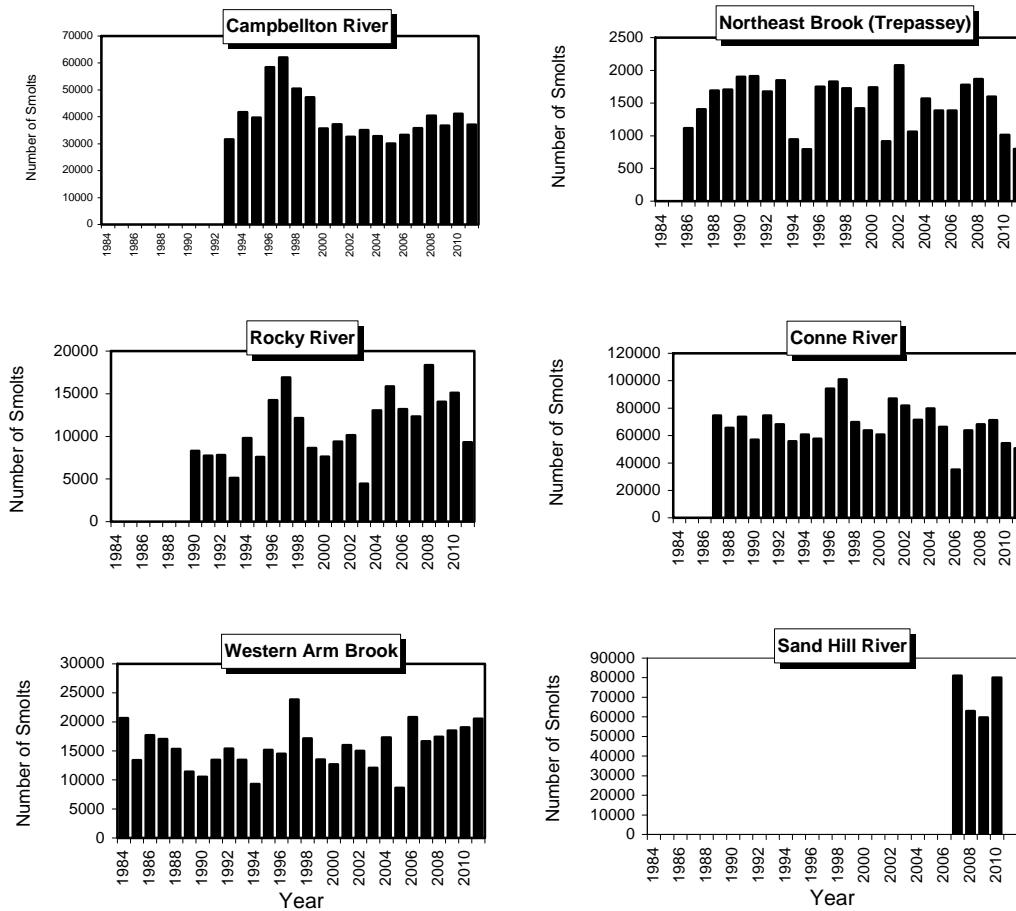 Campbellton River
Number of Smolts
70000
60000
50000
40000
30000
20000
10000
0
1984 1986 1988 1990 1992 1994 1996 1998 2000 2002 2004 2006 2008 2010
Northeast Brook (Trepassey)
Number of Smolts
2500
2000
1500
1000
500
0
1984 1986 1988 1990 1992 1994 1996 1998 2000 2002 2004 2006 2008 2010
Rocky River
Number of Smolts
20000
15000
10000
5000
0
1984 1986 1988 1990 1992 1994 1996 1998 2000 2002 2004 2006 2008 2010
Conne River
Number of Smolts
120000
100000
80000
60000
40000
20000
0
1984 1986 1988 1990 1992 1994 1996 1998 2000 2002 2004 2006 2008 2010
Western Arm Brook
Number of Smolts
30000
25000
20000
15000
10000
5000
0
1984 1986 1988 1990 1992 1994 1996 1998 2000 2002 2004 2006 2008 2010
Year
Sand Hill River
Number of Smolts
90000
80000
70000
60000
50000
40000
30000
20000
10000
0
1984 1986 1988 1990 1992 1994 1996 1998 2000 2002 2004 2006 2008 2010
Year